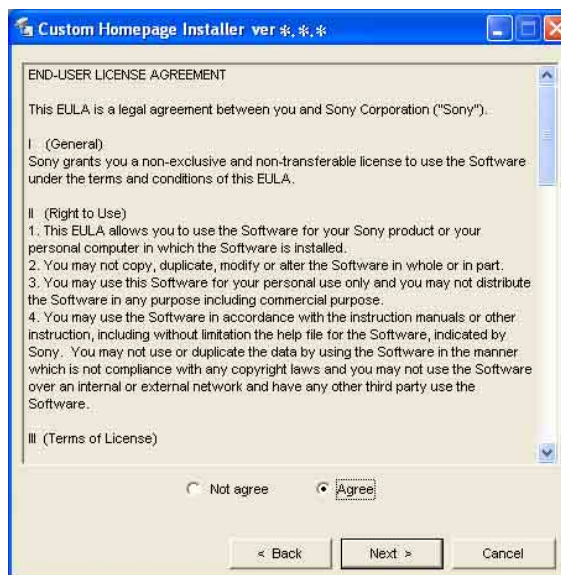 Custom Homepage Installer ver *.*.*
END-USER LICENSE AGREEMENT
This EULA is a legal agreement between you and Sony Corporation ("Sony").
I (General)
Sony grants you a non-exclusive and non-transferable license to use the Software
under the terms and conditions of this EULA.
II (Right to Use)
1. This EULA allows you to use the Software for your Sony product or your
personal computer in which the Software is installed.
2. You may not copy, duplicate, modify or alter the Software in whole or in part.
3. You may use this Software for your personal use only and you may not distribute
the Software in any purpose including commercial purpose.
4. You may use the Software in accordance with the instruction manuals or other
instruction, including without limitation the help file for the Software, indicated by
Sony. You may not use or duplicate the data by using the Software in the manner
which is not compliance with any copyright laws and you may not use the Software
over an internal or external network and have any other third party use the
Software.
III (Terms of License)
Not agree
Agree
< Back
Next >
Cancel